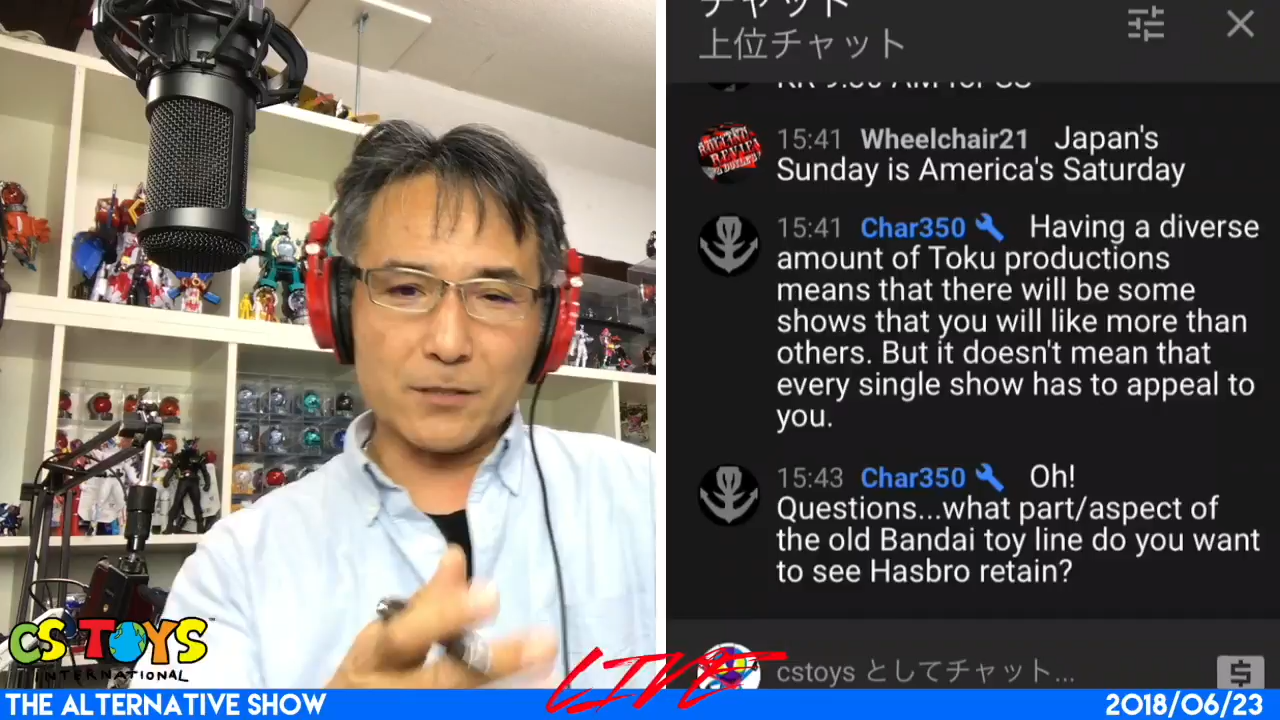 チャット
上位チャット
15:41 Wheelchair21 Japan's
Sunday is America's Saturday
15:41 Char350 Having a diverse
amount of Toku productions
means that there will be some
shows that you will like more than
others. But it doesn't mean that
every single show has to appeal to
you.
15:43 Char350 Oh!
Questions...what part/aspect of
the old Bandai toy line do you want
to see Hasbro retain?
cstoys としてチャット...
CS TOYS
INTERNATIONAL
LIVE
THE ALTERNATIVE SHOW
2018/06/23